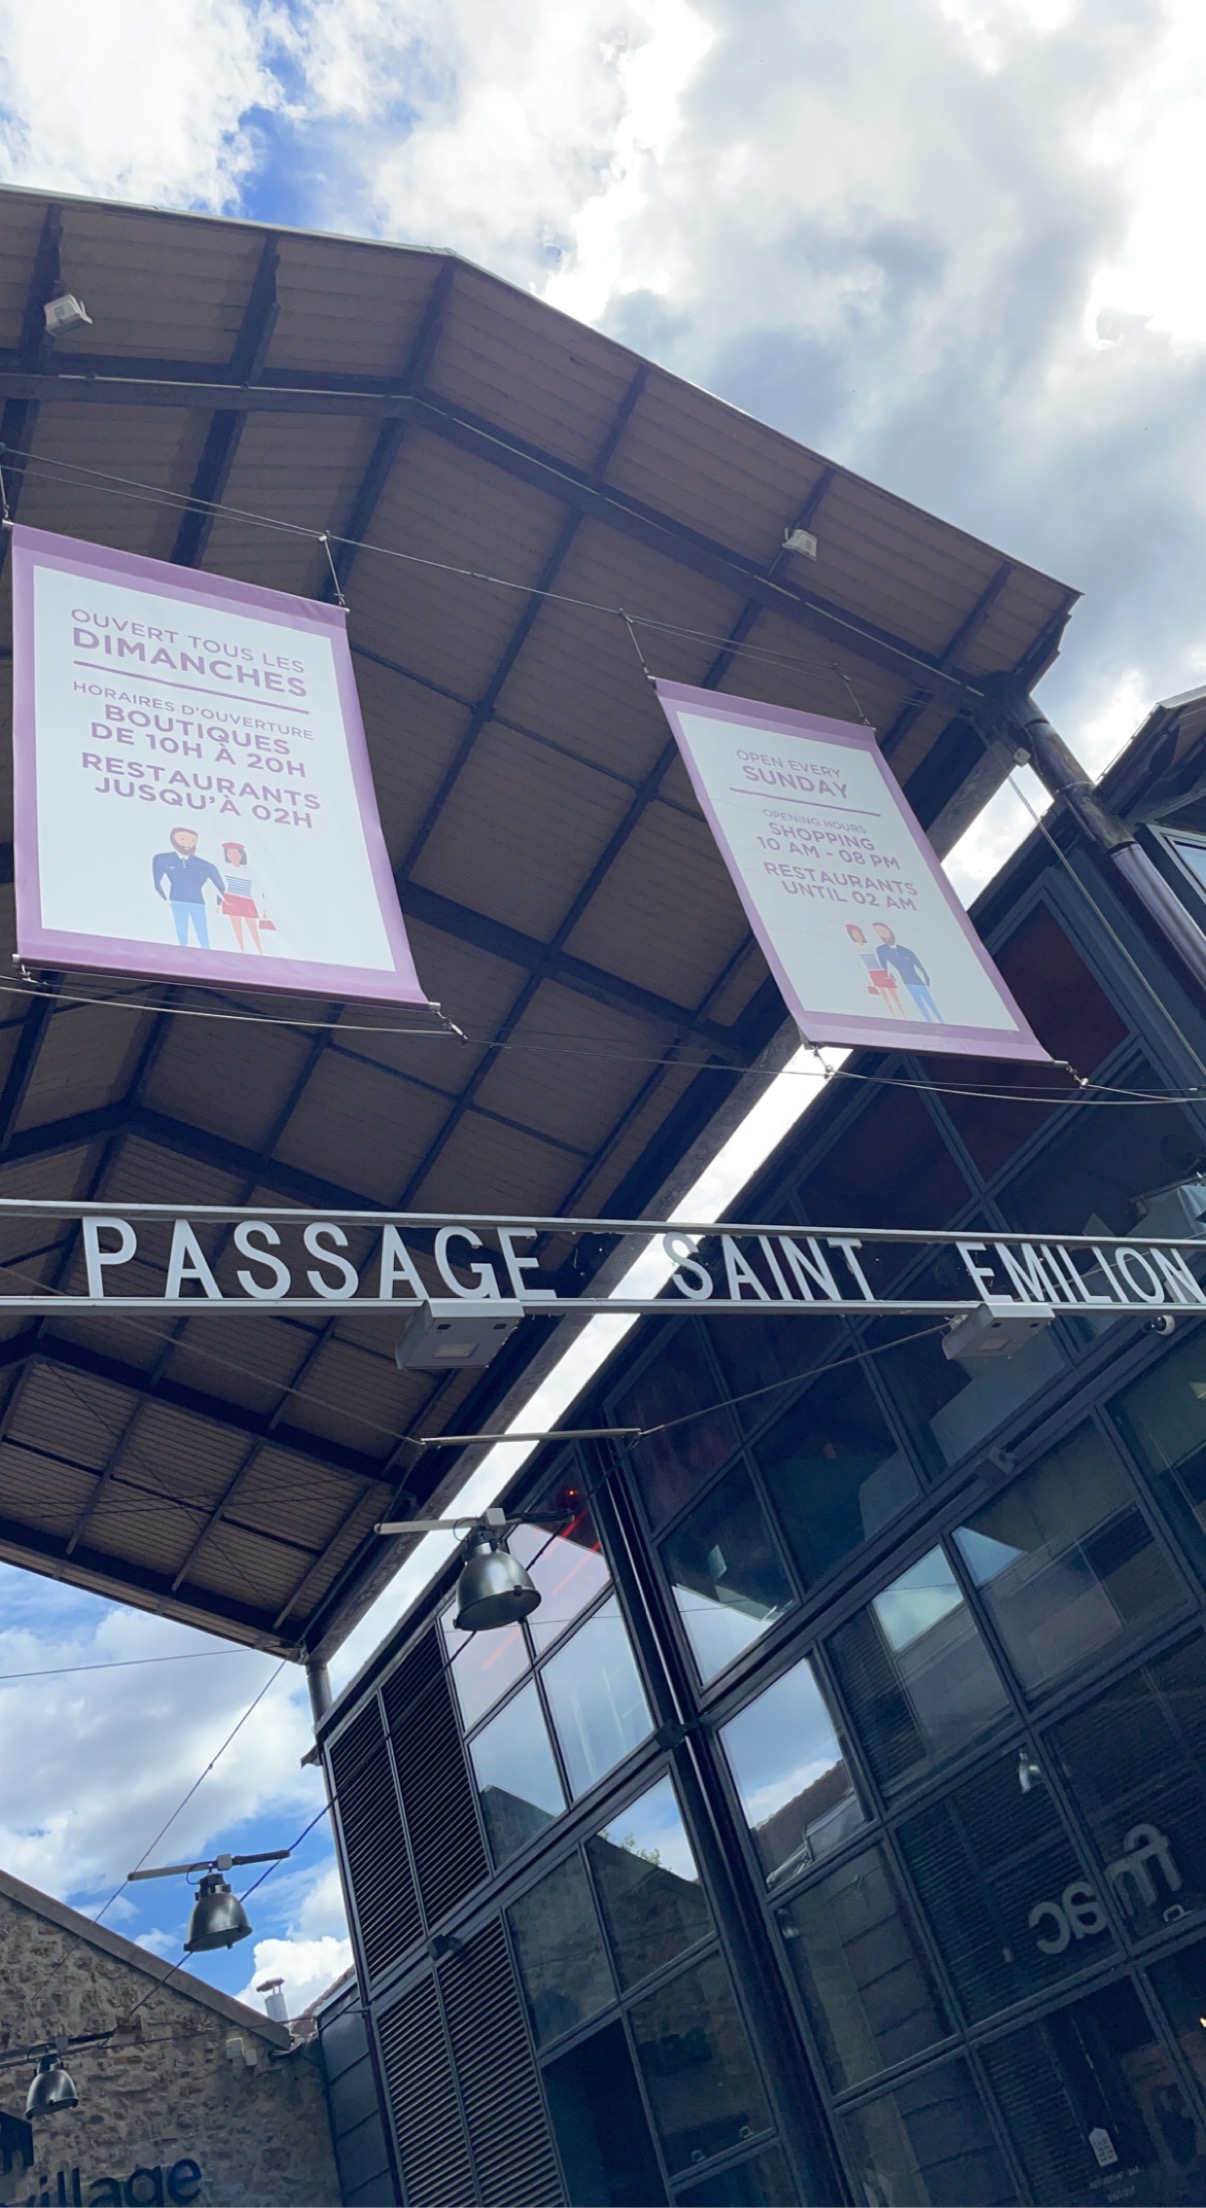 OUVERT TOUS LES
DIMANCHES
HORAIRES D'OUVERTURE
BOUTIQUES
DE 10H À 20H
RESTAURANTS
JUSQU'À 02H
OPEN EVERY
SUNDAY
OPENING HOURS
SHOPPING
10 AM - 08 PM
RESTAURANTS
UNTIL 02 AM
PASSAGE SAINT EMILION
fnac
village